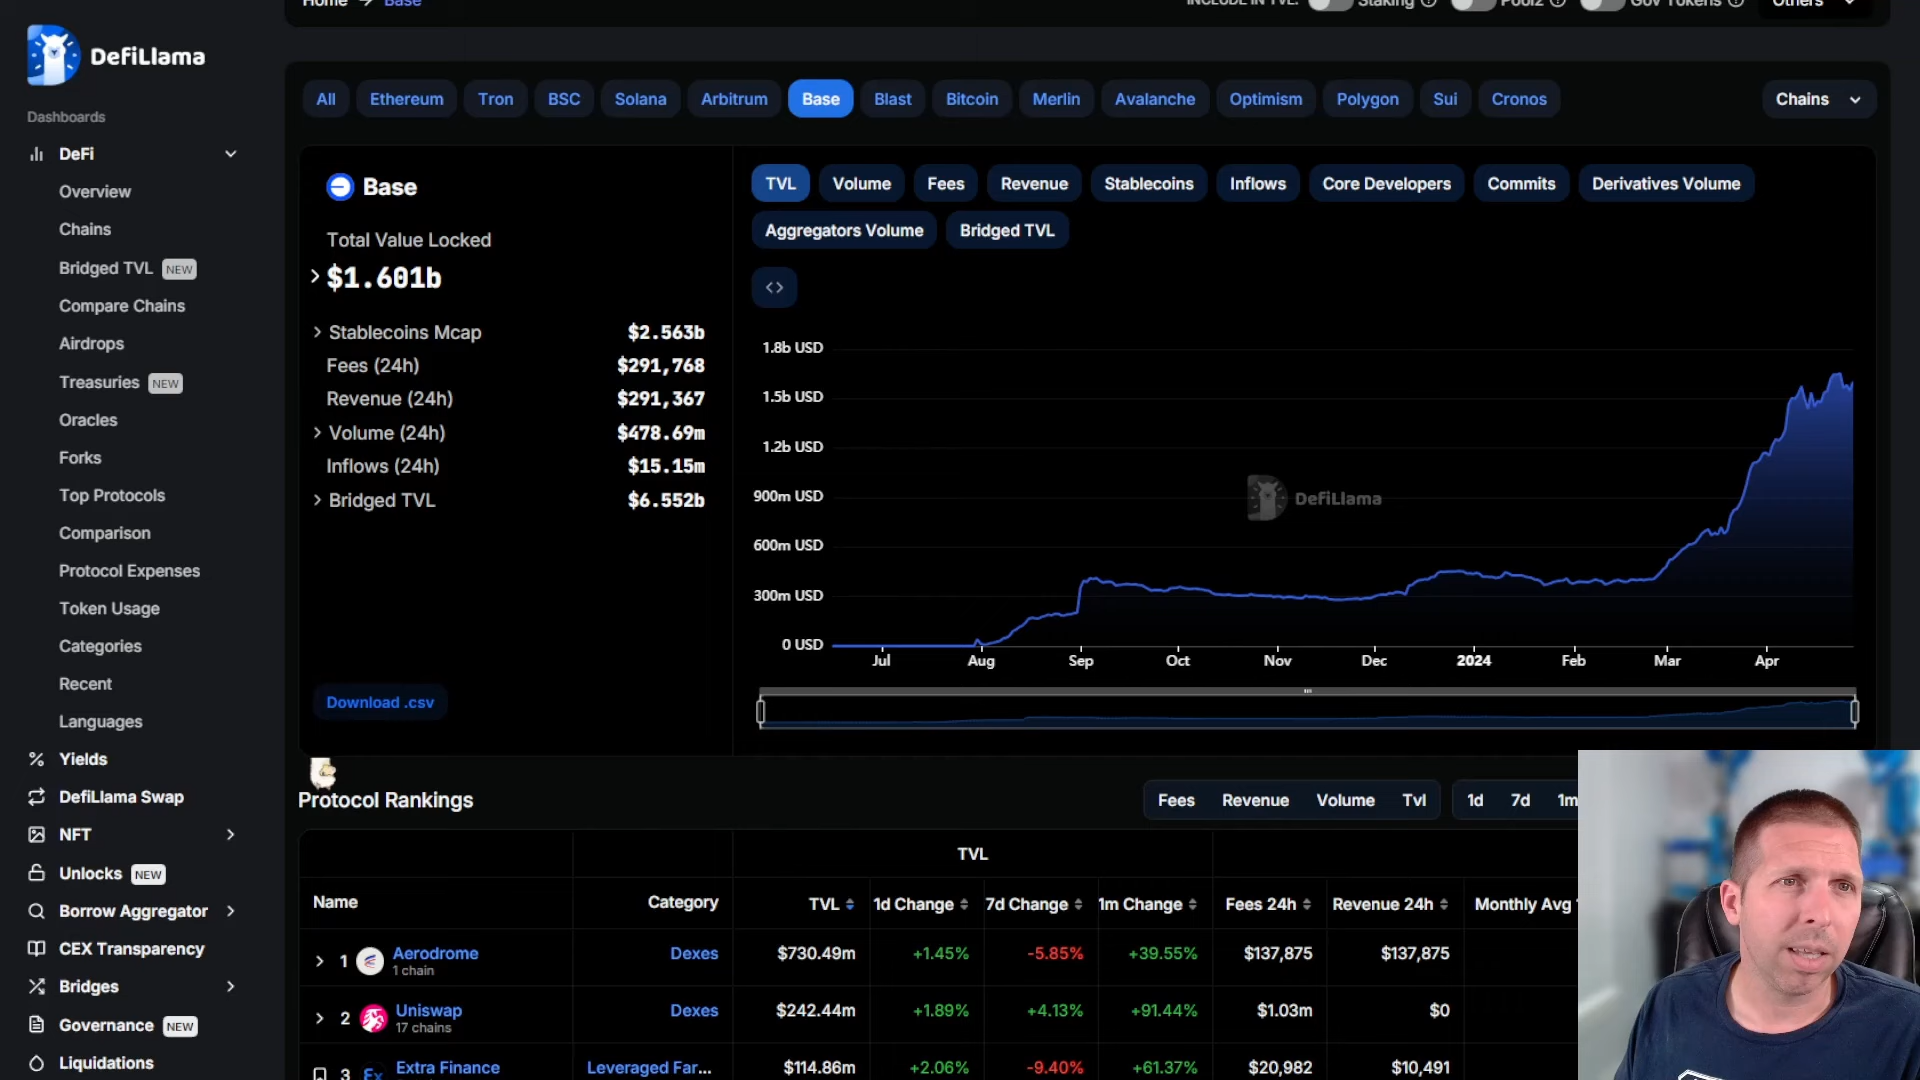 Home → Base
INCLUDE IN TVL: Staking Pool2 Gov Tokens Others
DefiLlama
All Ethereum Tron BSC Solana Arbitrum Base Blast Bitcoin Merlin Avalanche Optimism Polygon Sui Cronos Chains
Dashboards
DeFi
Overview
Chains
Bridged TVL NEW
Compare Chains
Airdrops
Treasuries NEW
Oracles
Forks
Top Protocols
Comparison
Protocol Expenses
Token Usage
Categories
Recent
Languages
Yields
DefiLlama Swap
NFT
Unlocks NEW
Borrow Aggregator
CEX Transparency
Bridges
Governance NEW
Liquidations
Base
Total Value Locked
$1.601b
Stablecoins Mcap $2.563b
Fees (24h) $291,768
Revenue (24h) $291,367
Volume (24h) $478.69m
Inflows (24h) $15.15m
Bridged TVL $6.552b
Download .csv
TVL Volume Fees Revenue Stablecoins Inflows Core Developers Commits Derivatives Volume
Aggregators Volume Bridged TVL
1.8b USD
1.5b USD
1.2b USD
900m USD
DefiLlama
600m USD
300m USD
0 USD
Jul Aug Sep Oct Nov Dec 2024 Feb Mar Apr
Protocol Rankings
Fees Revenue Volume Tvl 1d 7d 1m
TVL
Name Category TVL 1d Change 7d Change 1m Change Fees 24h Revenue 24h Monthly Avg
1 Aerodrome Dexes $730.49m +1.45% -5.85% +39.55% $137,875 $137,875
1 chain
2 Uniswap Dexes $242.44m +1.89% +4.13% +91.44% $1.03m $0
17 chains
3 Extra Finance Leveraged Far... $114.86m +2.06% -9.40% +61.37% $20,982 $10,491